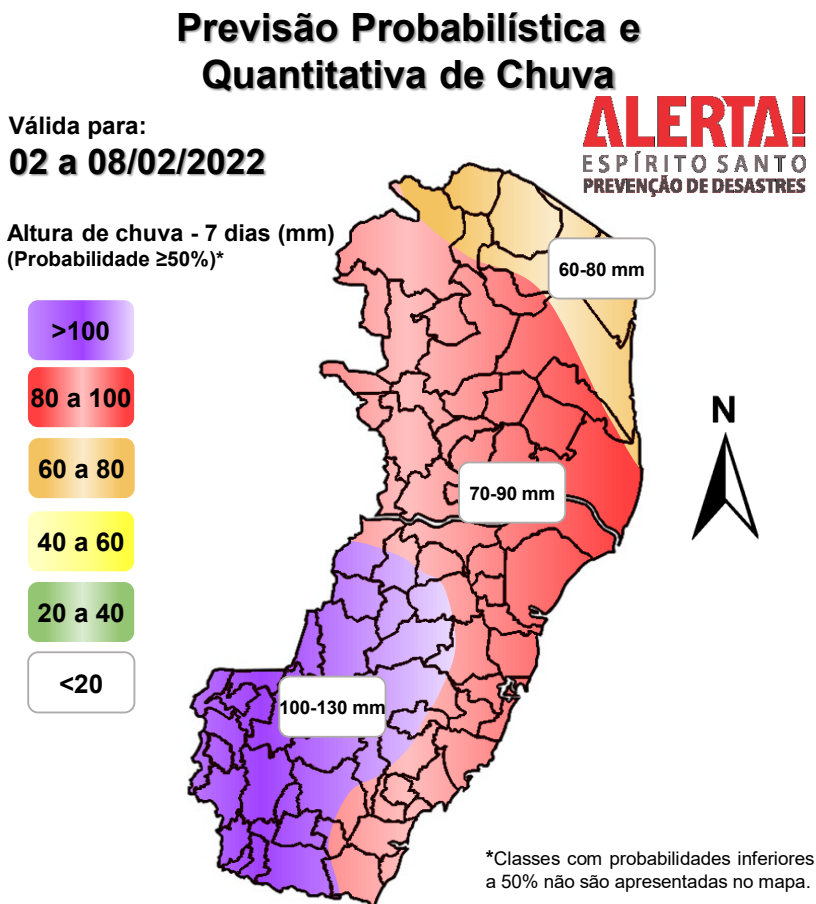 Previsão Probabilística e
Quantitativa de Chuva
ALERTA!
ESPÍRITO SANTO
PREVENÇÃO DE DESASTRES
Válida para:
02 a 08/02/2022
Altura de chuva - 7 dias (mm)
(Probabilidade ≥50%)*
>100
80 a 100
60 a 80
40 a 60
20 a 40
<20
60-80 mm
70-90 mm
100-130 mm
N
*Classes com probabilidades inferiores
a 50% não são apresentadas no mapa.